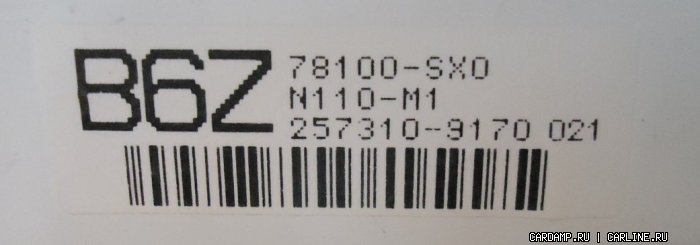 B6Z
78100-SX0
N110-M1
257310-9170 021
CARDAMP.RU | CARLINE.RU